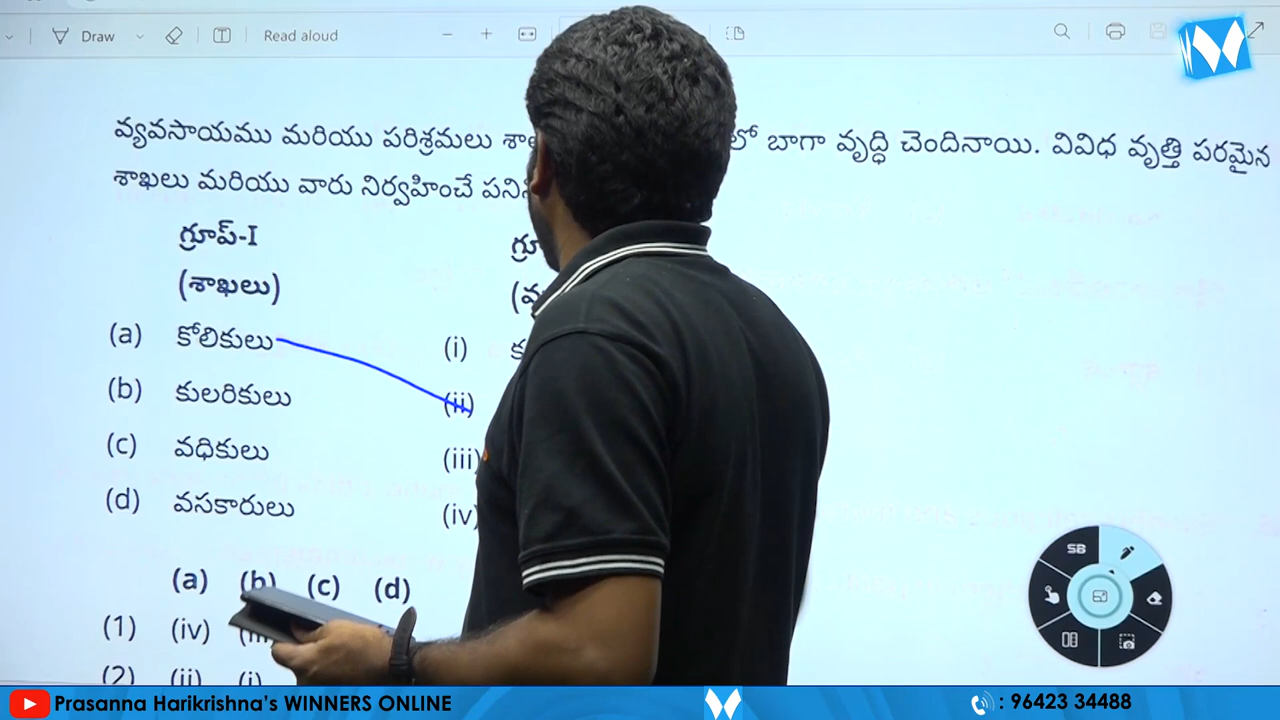 Draw Read aloud
వ్యవసాయము మరియు పరిశ్రమలు లో బాగా వృద్ధి చెందినాయి. వివిధ వృత్తి పరమైన
శాఖలు మరియు వారు నిర్వహించే
గ్రూప్-I
(శాఖలు)
(a) కోలికులు (i)
(b) కులరికులు (ii)
(c) వధికులు (iii)
(d) వసకారులు (iv)
(a) (b) (c) (d)
(1) (iv)
(2) (ii) (i)
SB
Prasanna Harikrishna's WINNERS ONLINE : 96423 34488